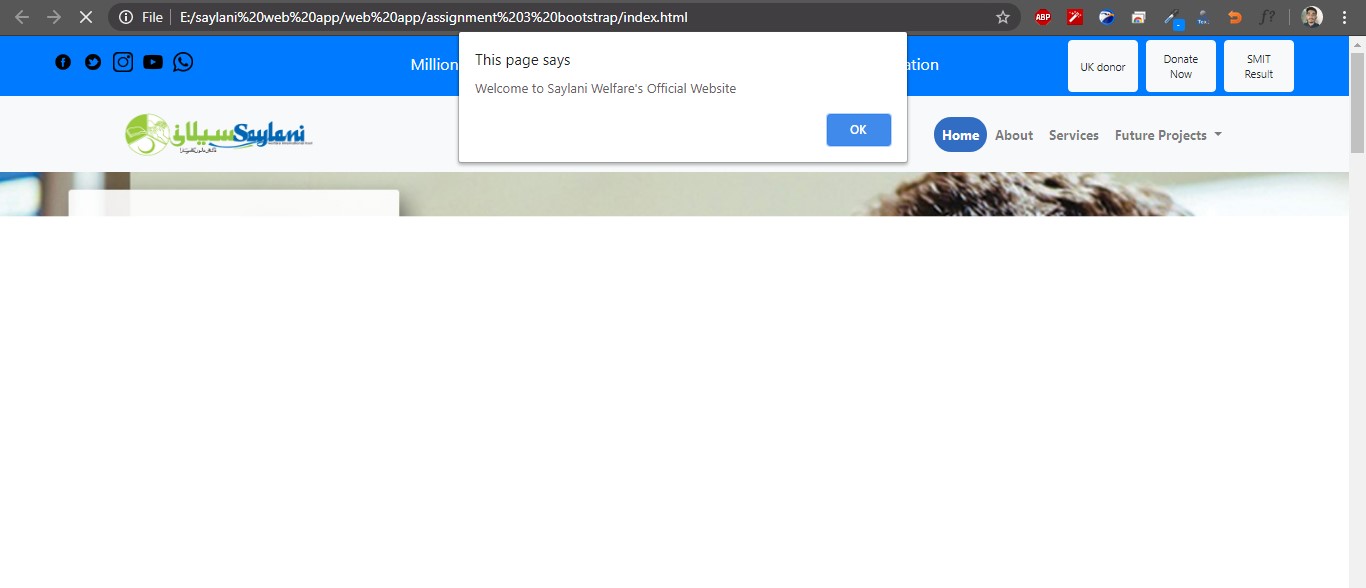 File
E:/saylani%20web%20app/web%20app/assignment%203%20bootstrap/index.html
ABP
Million
This page says
Welcome to Saylani Welfare's Official Website
OK
ation
UK donor
Donate
Now
SMIT
Result
سیلانی Saylani
Home
About
Services
Future Projects